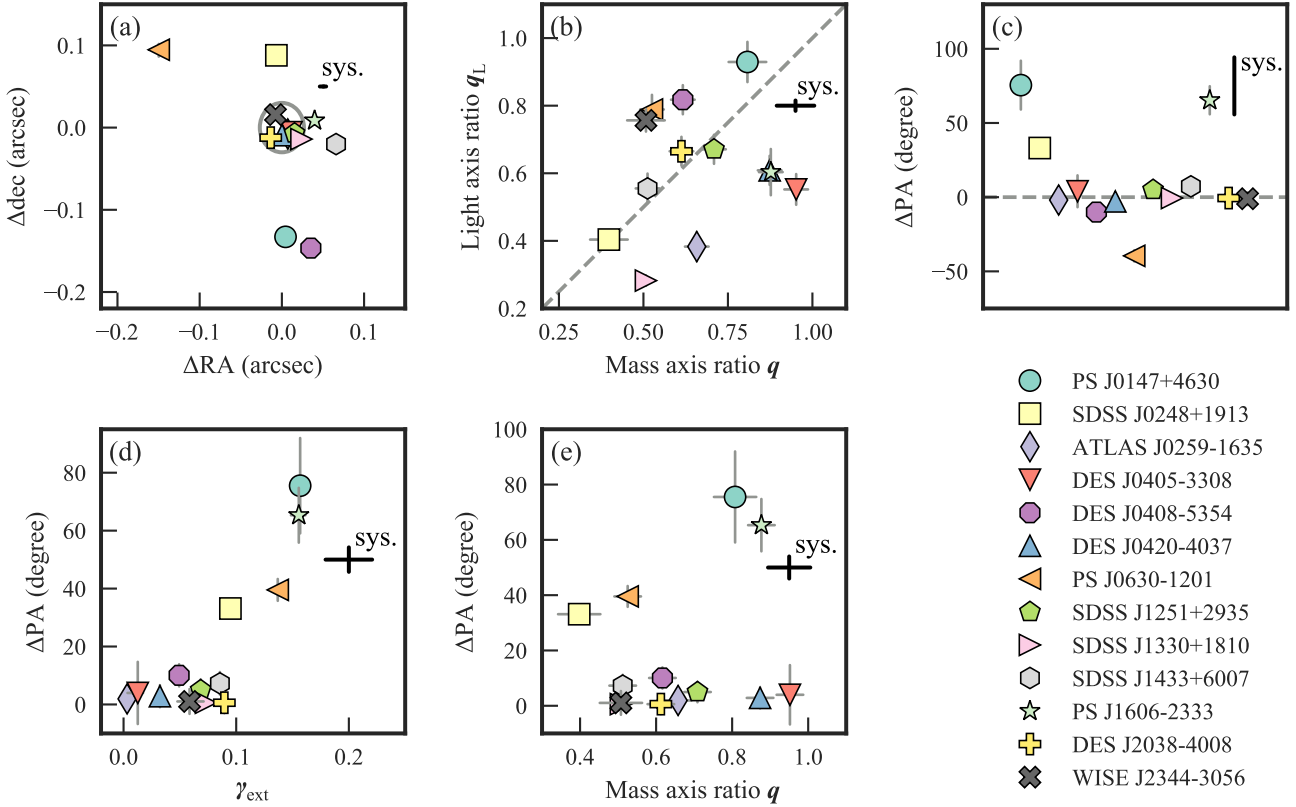 (a)
sys.
0.1
0.0
−0.1
−0.2
Δdec (arcsec)
−0.2
−0.1
0.0
0.1
ΔRA (arcsec)
(b)
sys.
1.0
0.8
0.6
0.4
0.2
Light axis ratio qL
0.25
0.50
0.75
1.00
Mass axis ratio q
(c)
sys.
100
50
0
−50
ΔPA (degree)
(d)
sys.
80
60
40
20
0
ΔPA (degree)
0.0
0.1
0.2
γext
(e)
sys.
100
80
60
40
20
0
ΔPA (degree)
0.4
0.6
0.8
1.0
Mass axis ratio q
PS J0147+4630
SDSS J0248+1913
ATLAS J0259-1635
DES J0405-3308
DES J0408-5354
DES J0420-4037
PS J0630-1201
SDSS J1251+2935
SDSS J1330+1810
SDSS J1433+6007
PS J1606-2333
DES J2038-4008
WISE J2344-3056